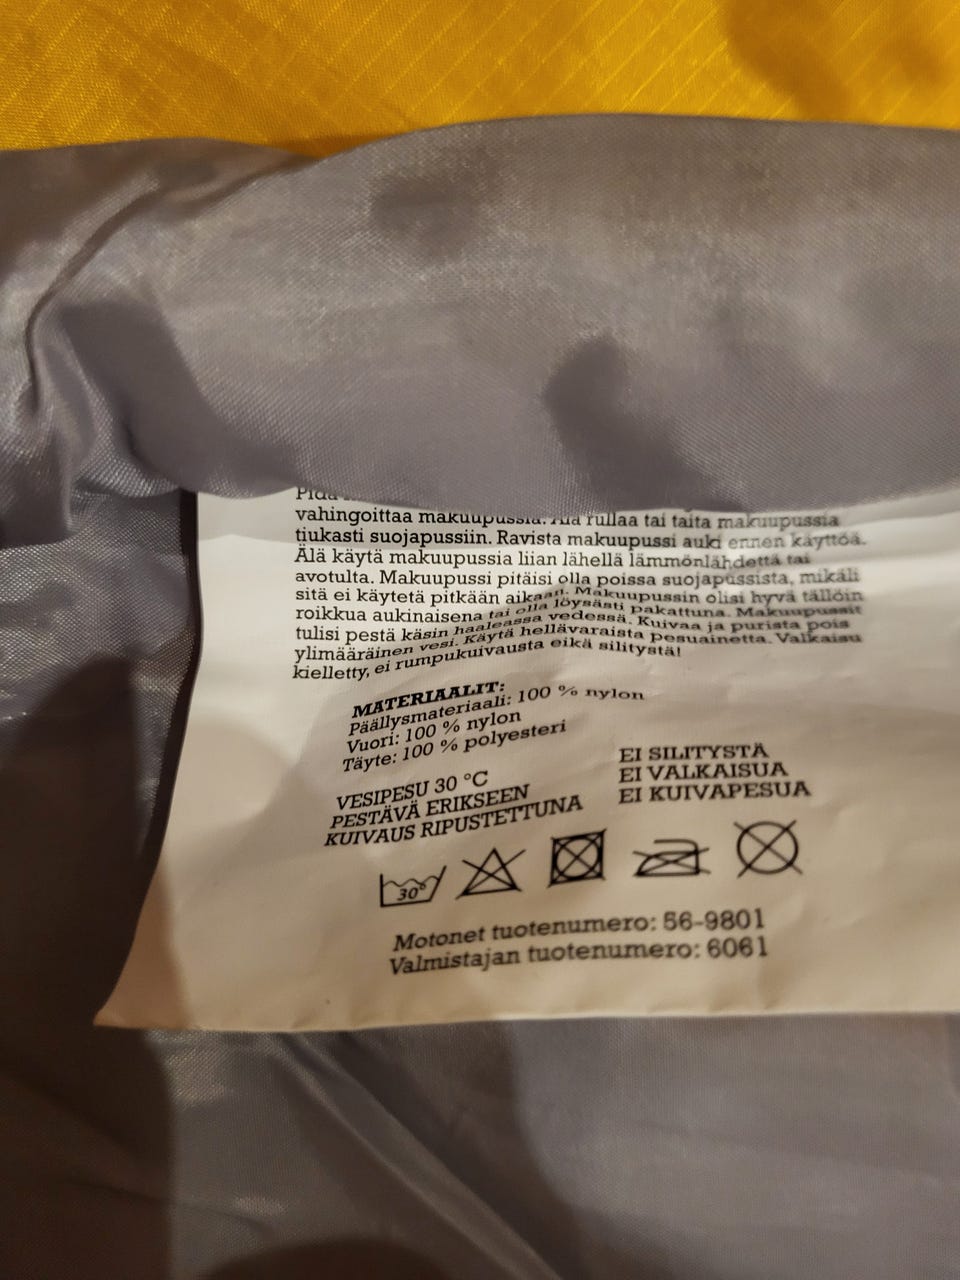 vahingoittaa makuupussia. Älä rullaa tai taita makuupussia
tiukasti suojapussiin. Ravista makuupussi auki ennen käyttöä.
Älä käytä makuupussia liian lähellä lämmönlähdettä tai
avotulta. Makuupussi pitäisi olla poissa suojapussista, mikäli
sitä ei käytetä pitkään aikaan. Makuupussin olisi hyvä tällöin
roikkua aukinaisena tai olla löysästi pakattuna. Makuupussit
tulisi pestä käsin haaleassa vedessä. Kuivaa ja purista pois
ylimääräinen vesi. Käytä hellävaraista pesuainetta. Valkaisu
kielletty, ei rumpukuivausta eikä silitystä!
MATERIAALIT:
Päällysmateriaali: 100 % nylon
Vuori: 100 % nylon
Täyte: 100 % polyesteri
VESIPESU 30 °C
PESTÄVÄ ERIKSEEN
KUIVAUS RIPUSTETTUNA
EI SILITYSTÄ
EI VALKAISUA
EI KUIVAPESUA
30°
Motonet tuotenumero: 56-9801
Valmistajan tuotenumero: 6061